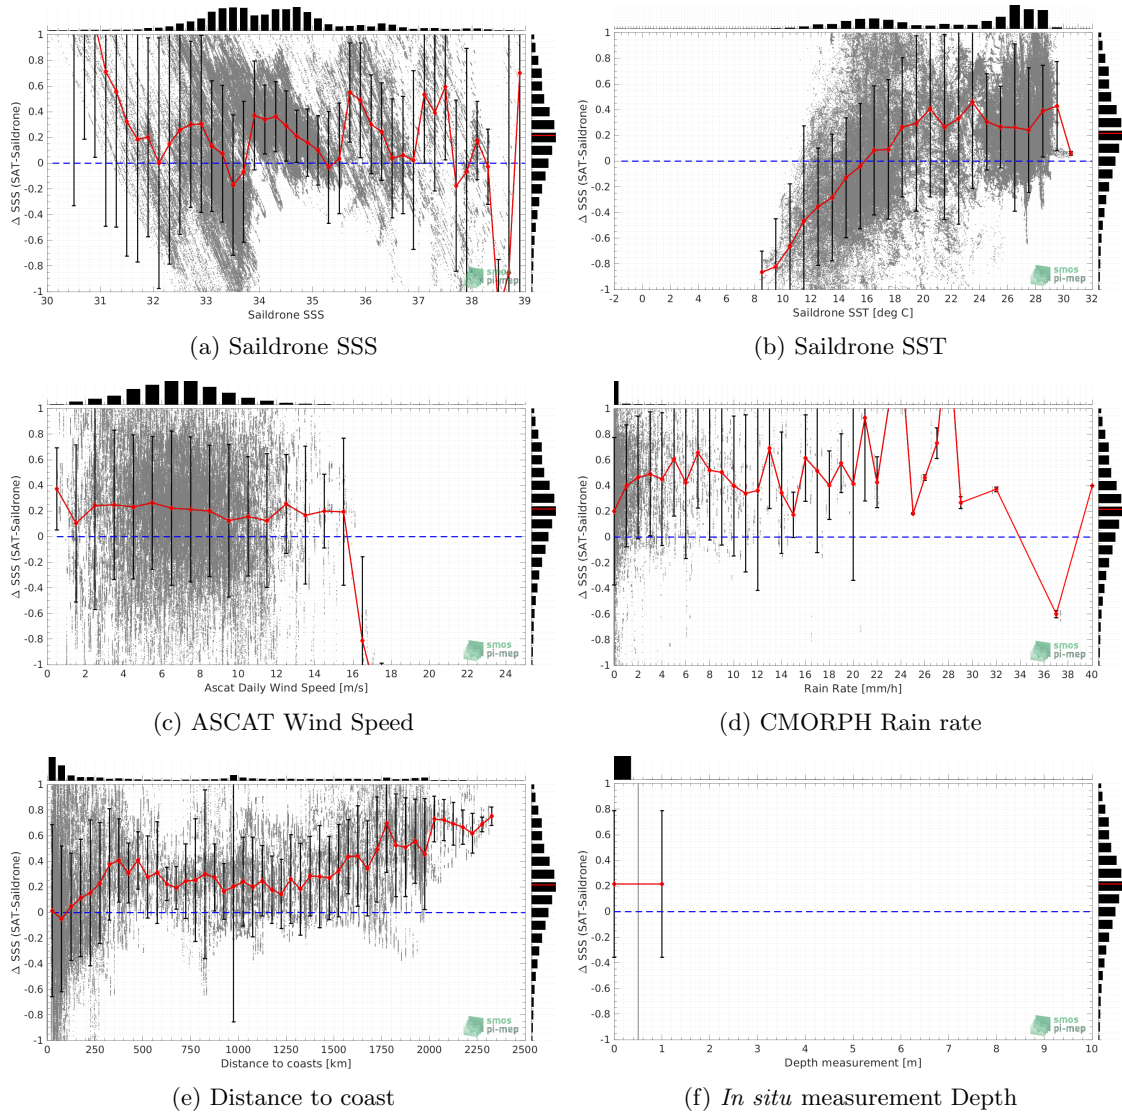 1
0.8
0.6
0.4
0.2
0
-0.2
-0.4
-0.6
-0.8
-1
Δ SSS (SAT-Saildrone)
30 31 32 33 34 35 36 37 38 39
Saildrone SSS
smos
pi-mep
(a) Saildrone SSS
1
0.8
0.6
0.4
0.2
0
-0.2
-0.4
-0.6
-0.8
-1
Δ SSS (SAT-Saildrone)
-2 0 2 4 6 8 10 12 14 16 18 20 22 24 26 28 30 32
Saildrone SST [deg C]
smos
pi-mep
(b) Saildrone SST
1
0.8
0.6
0.4
0.2
0
-0.2
-0.4
-0.6
-0.8
-1
Δ SSS (SAT-Saildrone)
0 2 4 6 8 10 12 14 16 18 20 22 24
Ascat Daily Wind Speed [m/s]
smos
pi-mep
(c) ASCAT Wind Speed
1
0.8
0.6
0.4
0.2
0
-0.2
-0.4
-0.6
-0.8
-1
Δ SSS (SAT-Saildrone)
0 2 4 6 8 10 12 14 16 18 20 22 24 26 28 30 32 34 36 38 40
Rain Rate [mm/h]
smos
pi-mep
(d) CMORPH Rain rate
1
0.8
0.6
0.4
0.2
0
-0.2
-0.4
-0.6
-0.8
-1
Δ SSS (SAT-Saildrone)
0 250 500 750 1000 1250 1500 1750 2000 2250 2500
Distance to coasts [km]
smos
pi-mep
(e) Distance to coast
1
0.8
0.6
0.4
0.2
0
-0.2
-0.4
-0.6
-0.8
-1
Δ SSS (SAT-Saildrone)
0 1 2 3 4 5 6 7 8 9 10
Depth measurement [m]
smos
pi-mep
(f) In situ measurement Depth